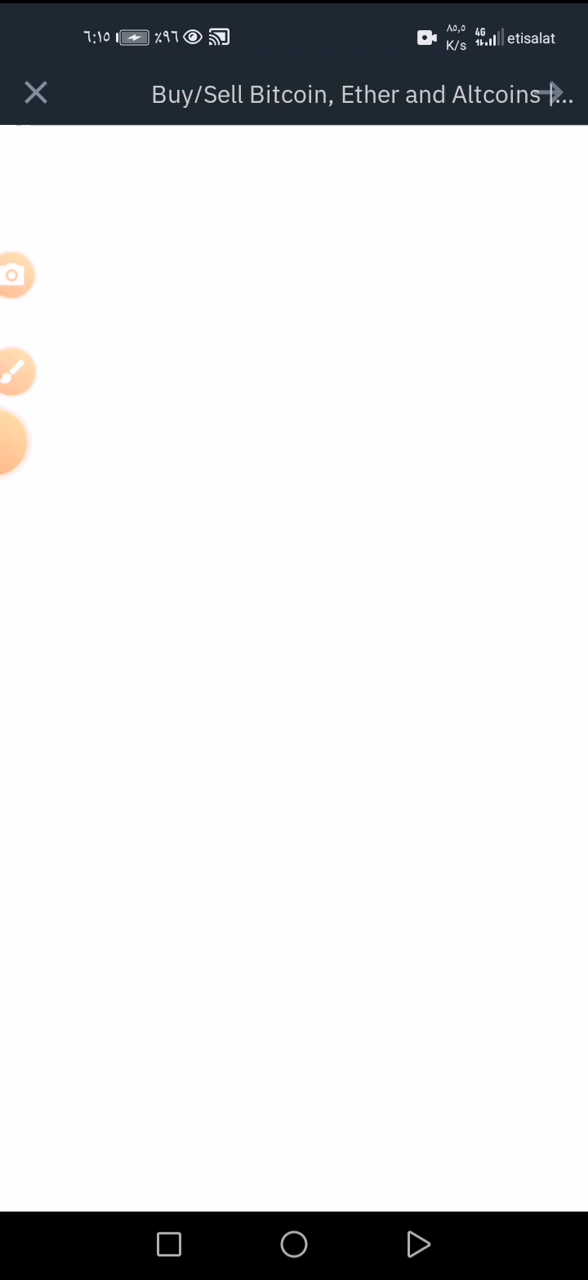 ٦:١٥ ٪٩٦ ٨٥,٥ K/s 4G etisalat
Buy/Sell Bitcoin, Ether and Altcoins |...